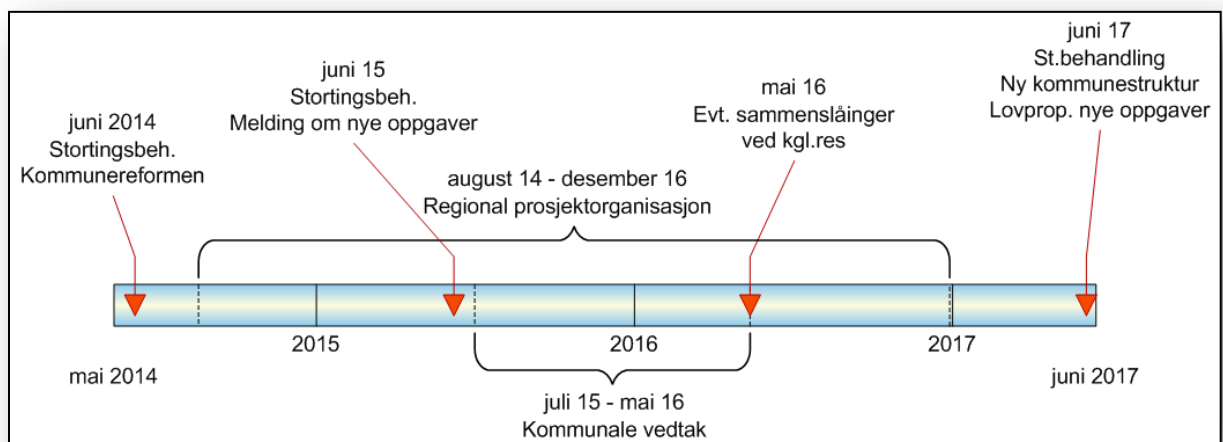 juni 2014
Stortingsbeh.
Kommunereformen
juni 15
Stortingsbeh.
Melding om nye oppgaver
august 14 - desember 16
Regional prosjektorganisasjon
mai 16
Evt. sammenslåinger
ved kgl.res
juni 17
St.behandling
Ny kommunestruktur
Lovprop. nye oppgaver
2015
2016
2017
mai 2014
juni 2017
juli 15 - mai 16
Kommunale vedtak